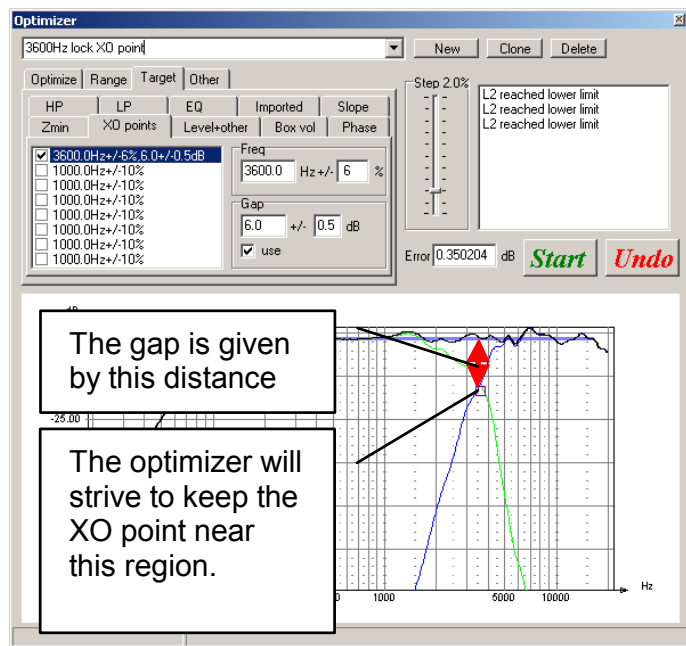 Optimizer
3600Hz lock XO point
New Clone Delete
Optimize Range Target Other
HP LP EQ Imported Slope
Zmin XO points Level+other Box vol Phase
3600.0Hz+/-6%,6.0+/-0.5dB
1000.0Hz+/-10%
1000.0Hz+/-10%
1000.0Hz+/-10%
1000.0Hz+/-10%
1000.0Hz+/-10%
1000.0Hz+/-10%
1000.0Hz+/-10%
Freq
3600.0 Hz +/- 6 %
Gap
6.0 +/- 0.5 dB
use
Step 2.0%
L2 reached lower limit
L2 reached lower limit
L2 reached lower limit
Error 0.350204 dB Start Undo
The gap is given
by this distance
-25.00
The optimizer will
strive to keep the
XO point near
this region.
1000 5000 10000 Hz